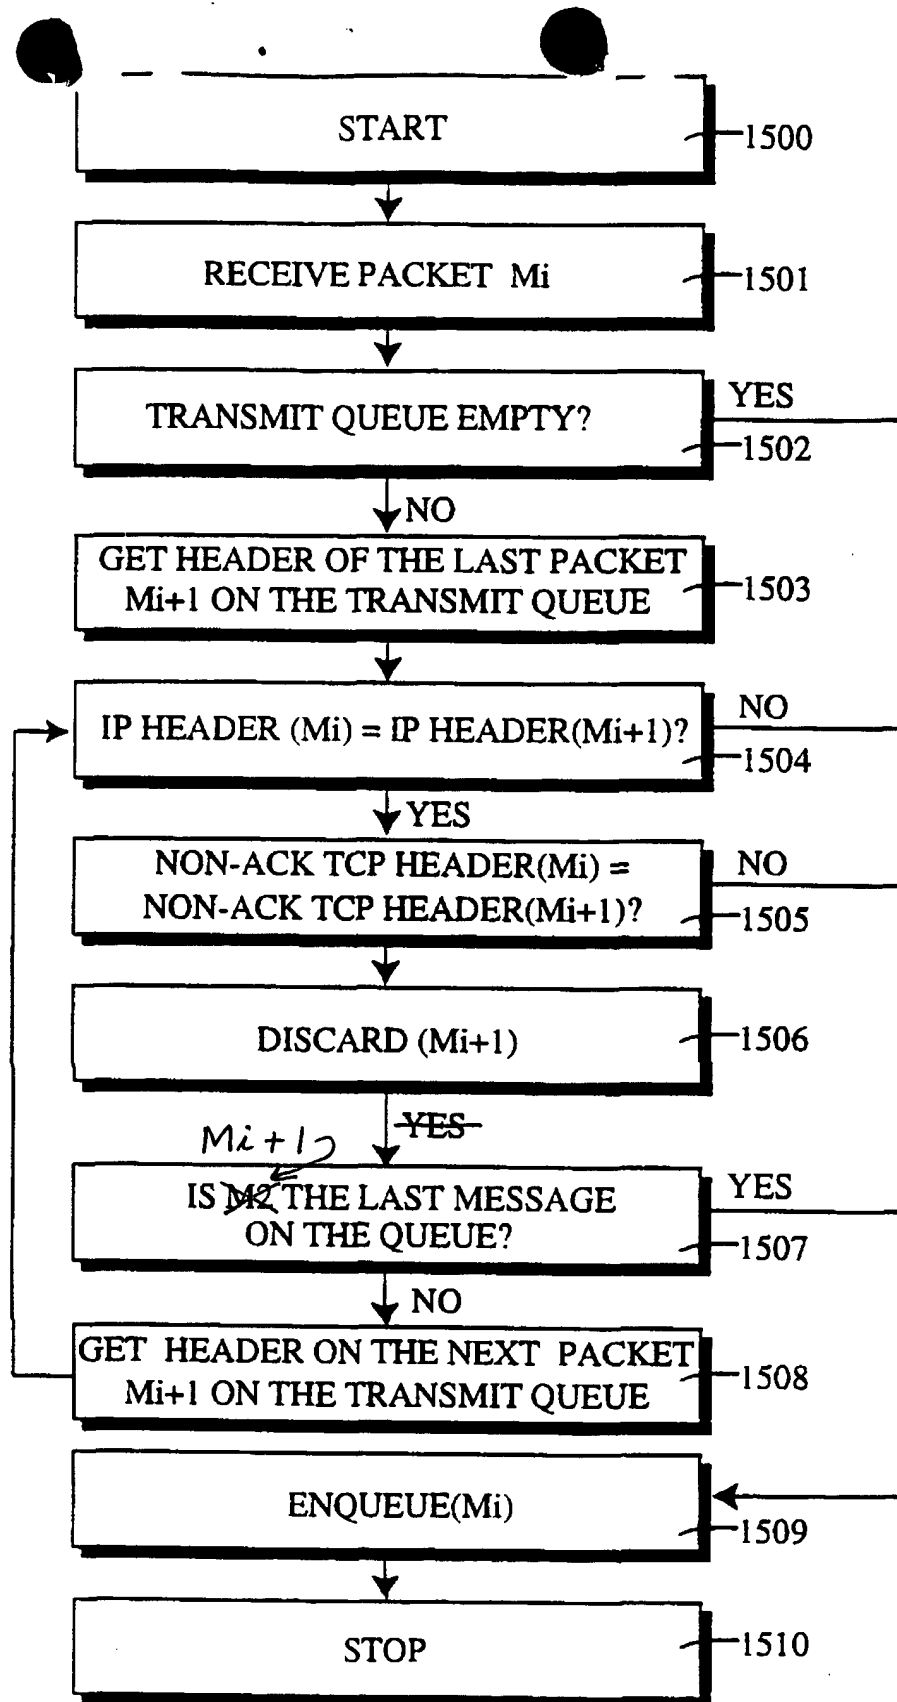 START
1500
RECEIVE PACKET Mi
1501
TRANSMIT QUEUE EMPTY?
YES
1502
NO
GET HEADER OF THE LAST PACKET
Mi+1 ON THE TRANSMIT QUEUE
1503
IP HEADER (Mi) = IP HEADER(Mi+1)?
NO
1504
YES
NON-ACK TCP HEADER(Mi) =
NON-ACK TCP HEADER(Mi+1)?
NO
1505
DISCARD (Mi+1)
1506
YES
Mi+1
IS M2 THE LAST MESSAGE
ON THE QUEUE?
YES
1507
NO
GET HEADER ON THE NEXT PACKET
Mi+1 ON THE TRANSMIT QUEUE
1508
ENQUEUE(Mi)
1509
STOP
1510